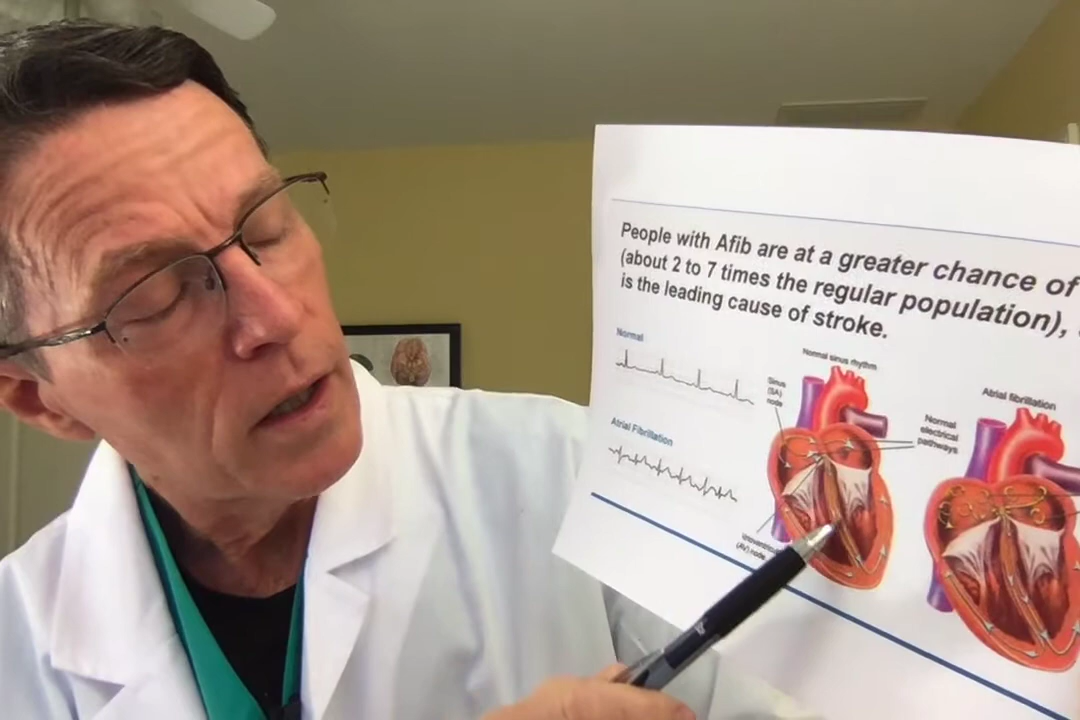 People with Afib are at a greater chance of
(about 2 to 7 times the regular population),
is the leading cause of stroke.
Normal
Normal sinus rhythm
Sinus
(SA)
node
Atrial fibrillation
Normal
electrical
pathways
Atrial Fibrillation
(AV) node